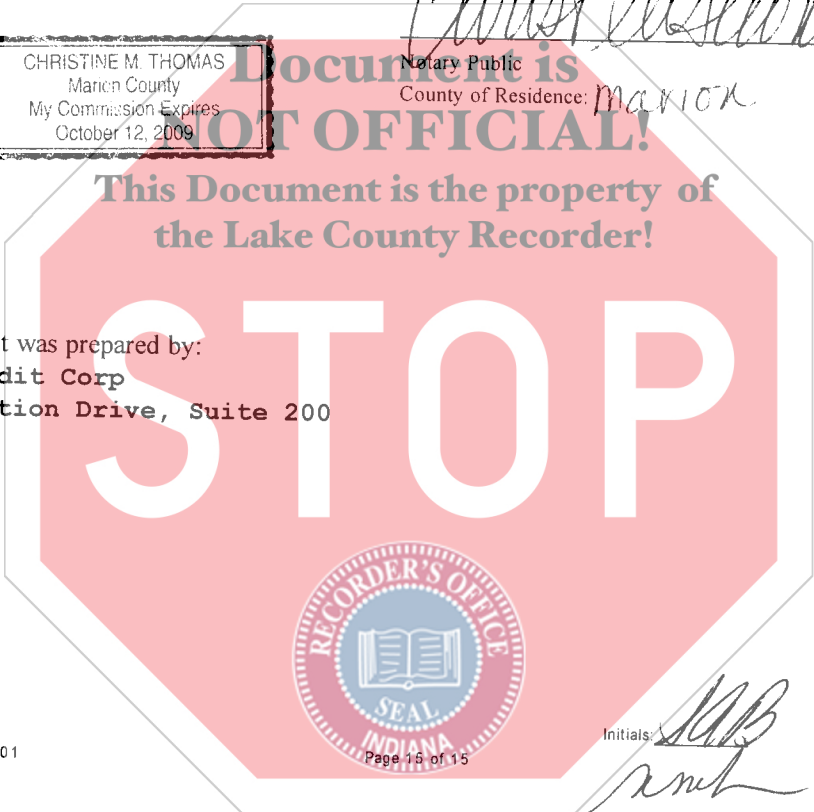 CHRISTINE M. THOMAS
Marion County
My Commission Expires
October 12, 2009
Notary Public
County of Residence: Marion
Document is
NOT OFFICIAL!
This Document is the property of
the Lake County Recorder!
t was prepared by:
dit Corp
tion Drive, Suite 200
STOP
RECORDER'S OFFICE
SEAL
INDIANA
Initials:
01
Page 15 of 15